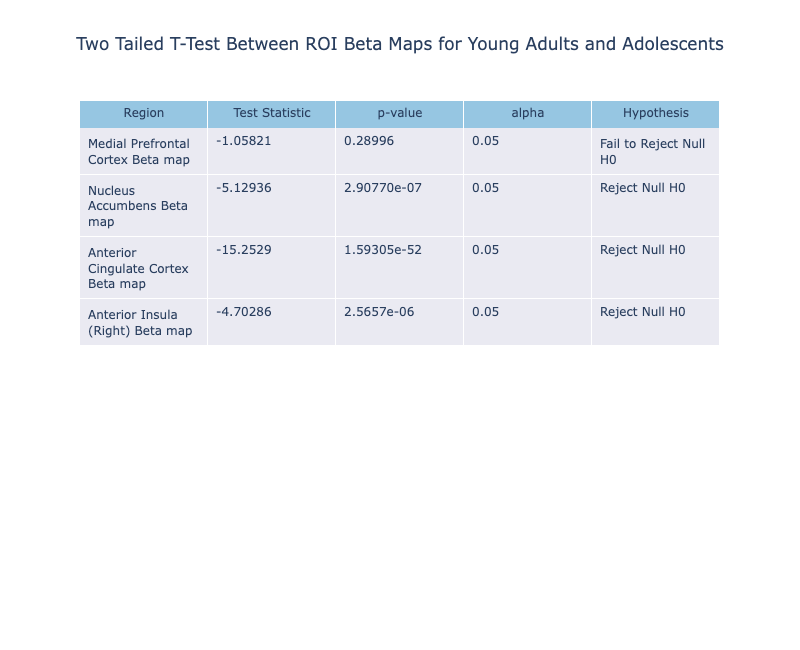 Two Tailed T-Test Between ROI Beta Maps for Young Adults and Adolescents
Region Test Statistic p-value alpha Hypothesis
Medial Prefrontal -1.05821 0.28996 0.05 Fail to Reject Null
Cortex Beta map H0
Nucleus -5.12936 2.90770e-07 0.05 Reject Null H0
Accumbens Beta
map
Anterior -15.2529 1.59305e-52 0.05 Reject Null H0
Cingulate Cortex
Beta map
Anterior Insula -4.70286 2.5657e-06 0.05 Reject Null H0
(Right) Beta map